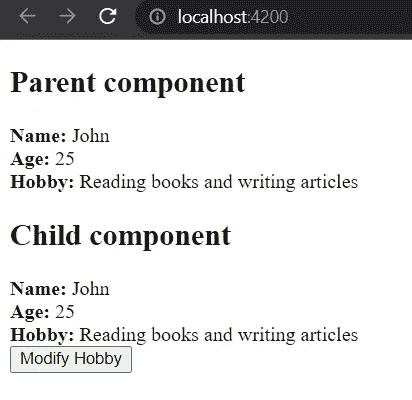 localhost:4200
Parent component
Name: John
Age: 25
Hobby: Reading books and writing articles
Child component
Name: John
Age: 25
Hobby: Reading books and writing articles
Modify Hobby